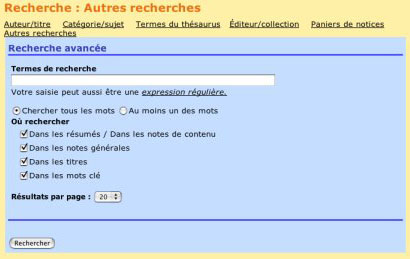 Recherche : Autres recherches
Auteur/titre Catégorie/sujet Termes du thésaurus Éditeur/collection Paniers de notices
Autres recherches
Recherche avancée
Termes de recherche
Votre saisie peut aussi être une expression régulière.
Chercher tous les mots Au moins un des mots
Où rechercher
Dans les résumés / Dans les notes de contenu
Dans les notes générales
Dans les titres
Dans les mots clé
Résultats par page : 20
Rechercher